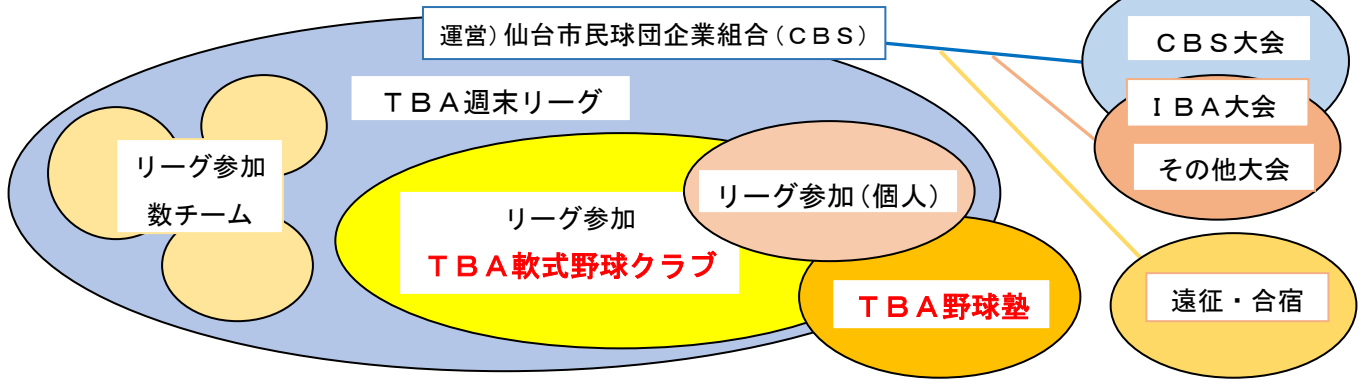 運営）仙台市民球団企業組合（ＣＢＳ）
ＴＢＡ週末リーグ
リーグ参加
数チーム
リーグ参加
ＴＢＡ軟式野球クラブ
リーグ参加（個人）
ＴＢＡ野球塾
ＣＢＳ大会
ＩＢＡ大会
その他大会
遠征・合宿